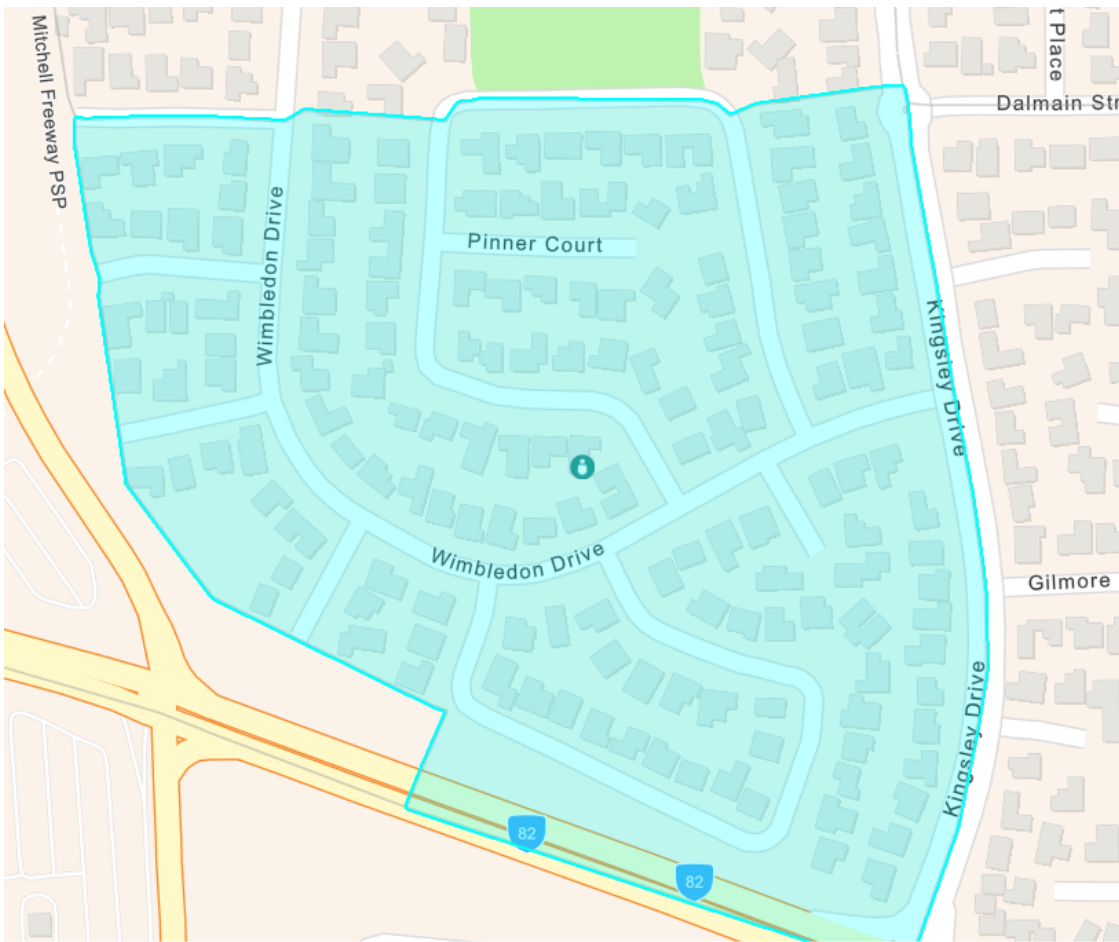 Mitchell Freeway PSP
t Place
Dalmain Str
Wimbledon Drive
Pinner Court
Kingsley Drive
Wimbledon Drive
Gilmore
Kingsley Drive
82
82